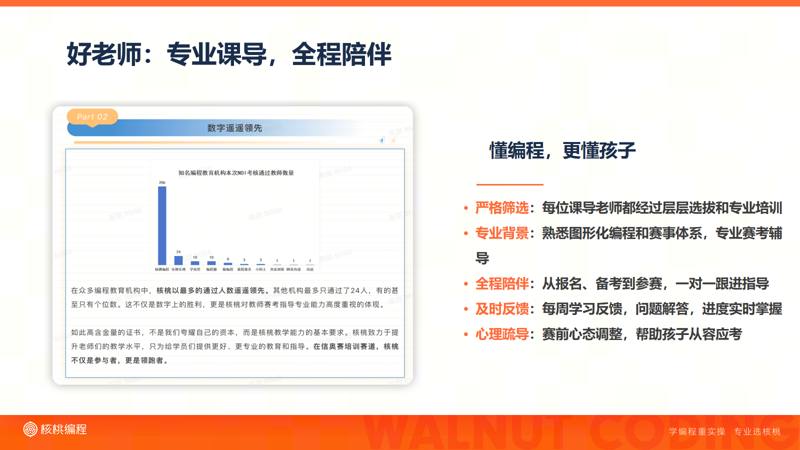 好老师：专业课导，全程陪伴
Part 02
数字遥遥领先
知名编程教育机构本次NOI考核通过教师数量
24
在众多编程教育机构中，核桃以最多的通过人数遥遥领先。其他机构最多只通过了24人，有的甚
至只有个位数。这不仅是数字上的胜利，更是核桃对教师赛考指导专业能力高度重视的体现。
如此高含金量的证书，不是我们夸耀自己的资本，而是核桃教学能力的基本要求。核桃致力于提
升老师们的教学水平，只为给学员们提供更好、更专业的教育和指导。在信奥赛培训赛道，核桃
不仅是参与者，更是领跑者。
懂编程，更懂孩子
• 严格筛选：每位课导老师都经过层层选拔和专业培训
• 专业背景：熟悉图形化编程和赛事体系，专业赛考辅
导
• 全程陪伴：从报名、备考到参赛，一对一跟进指导
• 及时反馈：每周学习反馈，问题解答，进度实时掌握
• 心理疏导：赛前心态调整，帮助孩子从容应考
核桃编程
WALNUT CODING
学编程重实操 专业选核桃